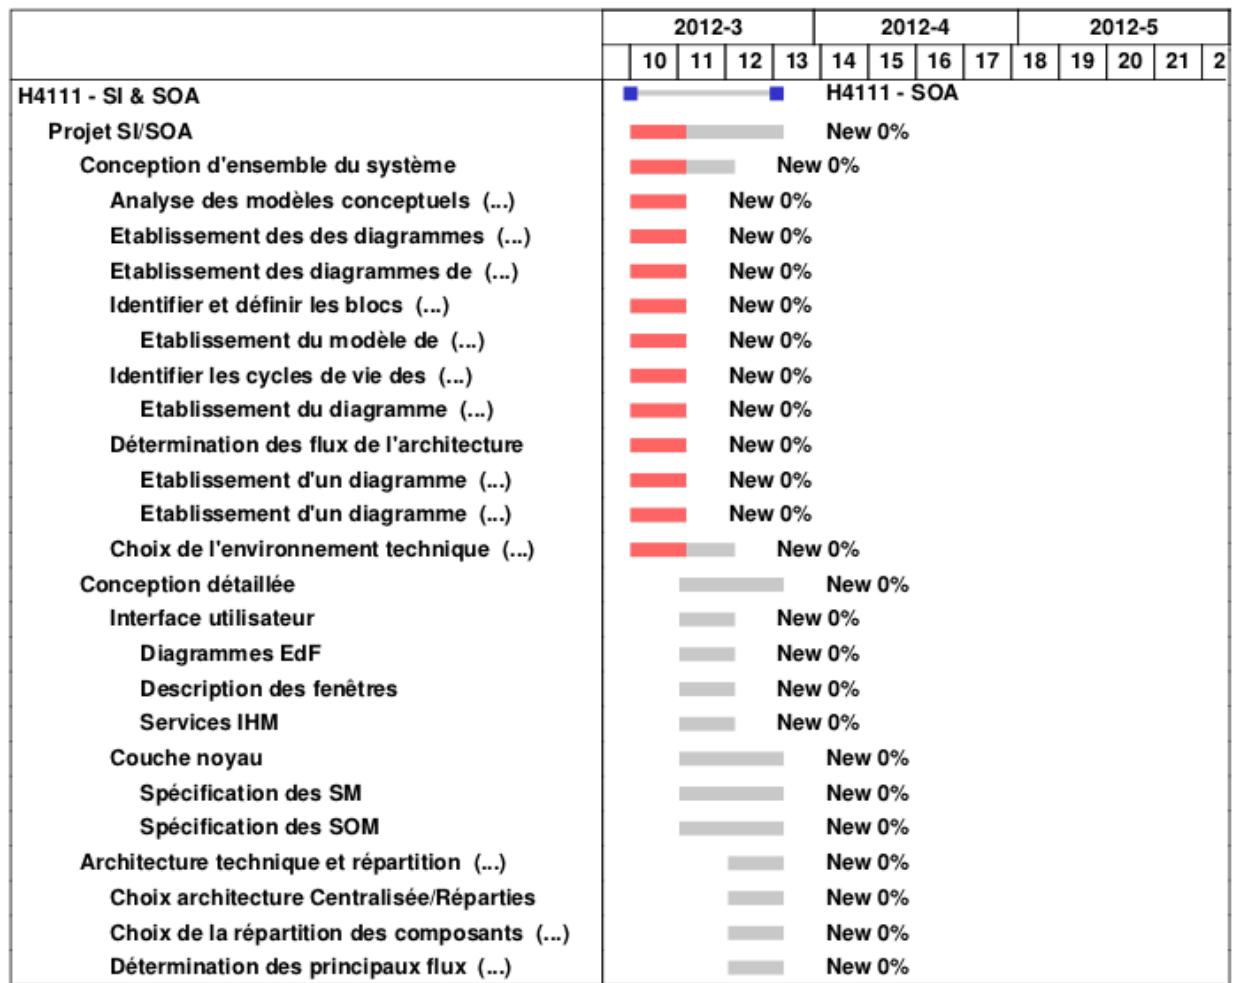 2012-3 2012-4 2012-5
10 11 12 13 14 15 16 17 18 19 20 21 2
H4111 - SI & SOA H4111 - SOA
Projet SI/SOA New 0%
Conception d'ensemble du système New 0%
Analyse des modèles conceptuels (...) New 0%
Etablissement des des diagrammes (...) New 0%
Etablissement des diagrammes de (...) New 0%
Identifier et définir les blocs (...) New 0%
Etablissement du modèle de (...) New 0%
Identifier les cycles de vie des (...) New 0%
Etablissement du diagramme (...) New 0%
Détermination des flux de l'architecture New 0%
Etablissement d'un diagramme (...) New 0%
Etablissement d'un diagramme (...) New 0%
Choix de l'environnement technique (...) New 0%
Conception détaillée New 0%
Interface utilisateur New 0%
Diagrammes EdF New 0%
Description des fenêtres New 0%
Services IHM New 0%
Couche noyau New 0%
Spécification des SM New 0%
Spécification des SOM New 0%
Architecture technique et répartition (...) New 0%
Choix architecture Centralisée/Réparties New 0%
Choix de la répartition des composants (...) New 0%
Détermination des principaux flux (...) New 0%